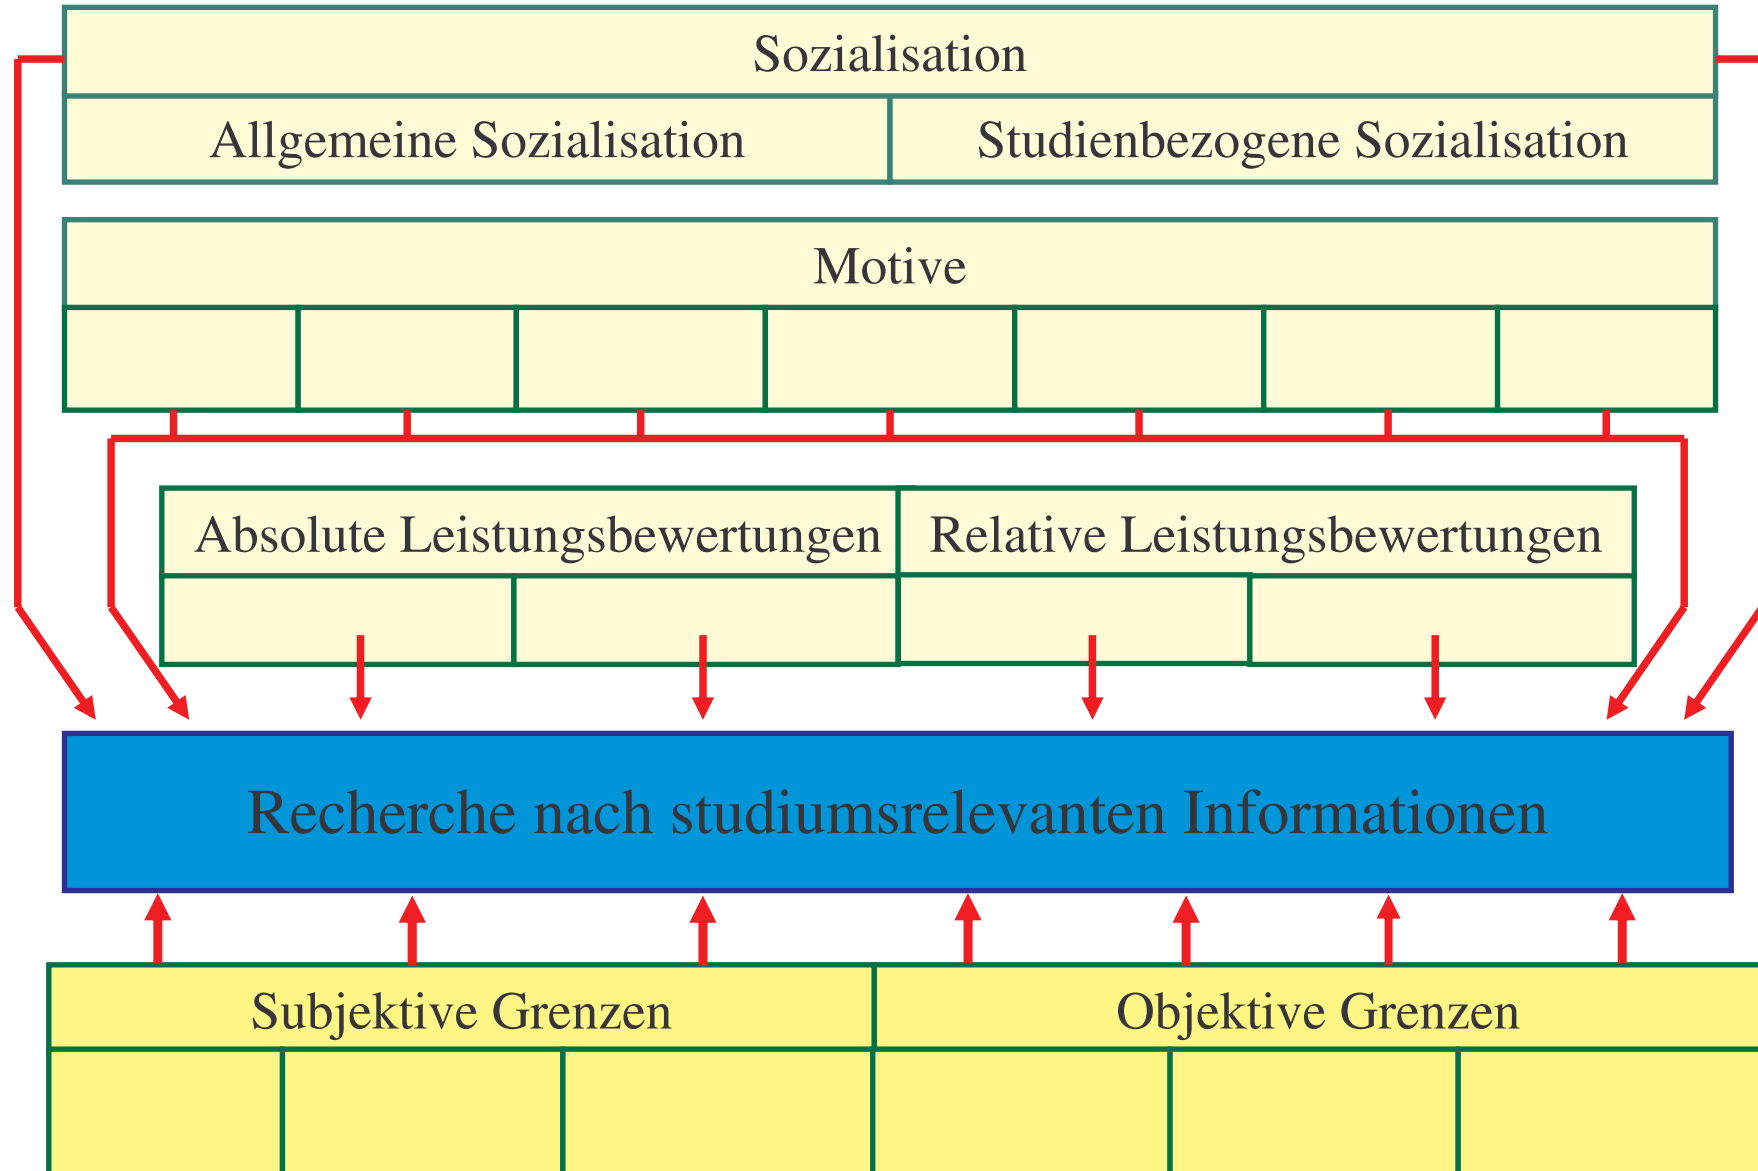 Sozialisation
Allgemeine Sozialisation
Studienbezogene Sozialisation
Motive
Absolute Leistungsbewertungen
Relative Leistungsbewertungen
Recherche nach studiumsrelevanten Informationen
Subjektive Grenzen
Objektive Grenzen